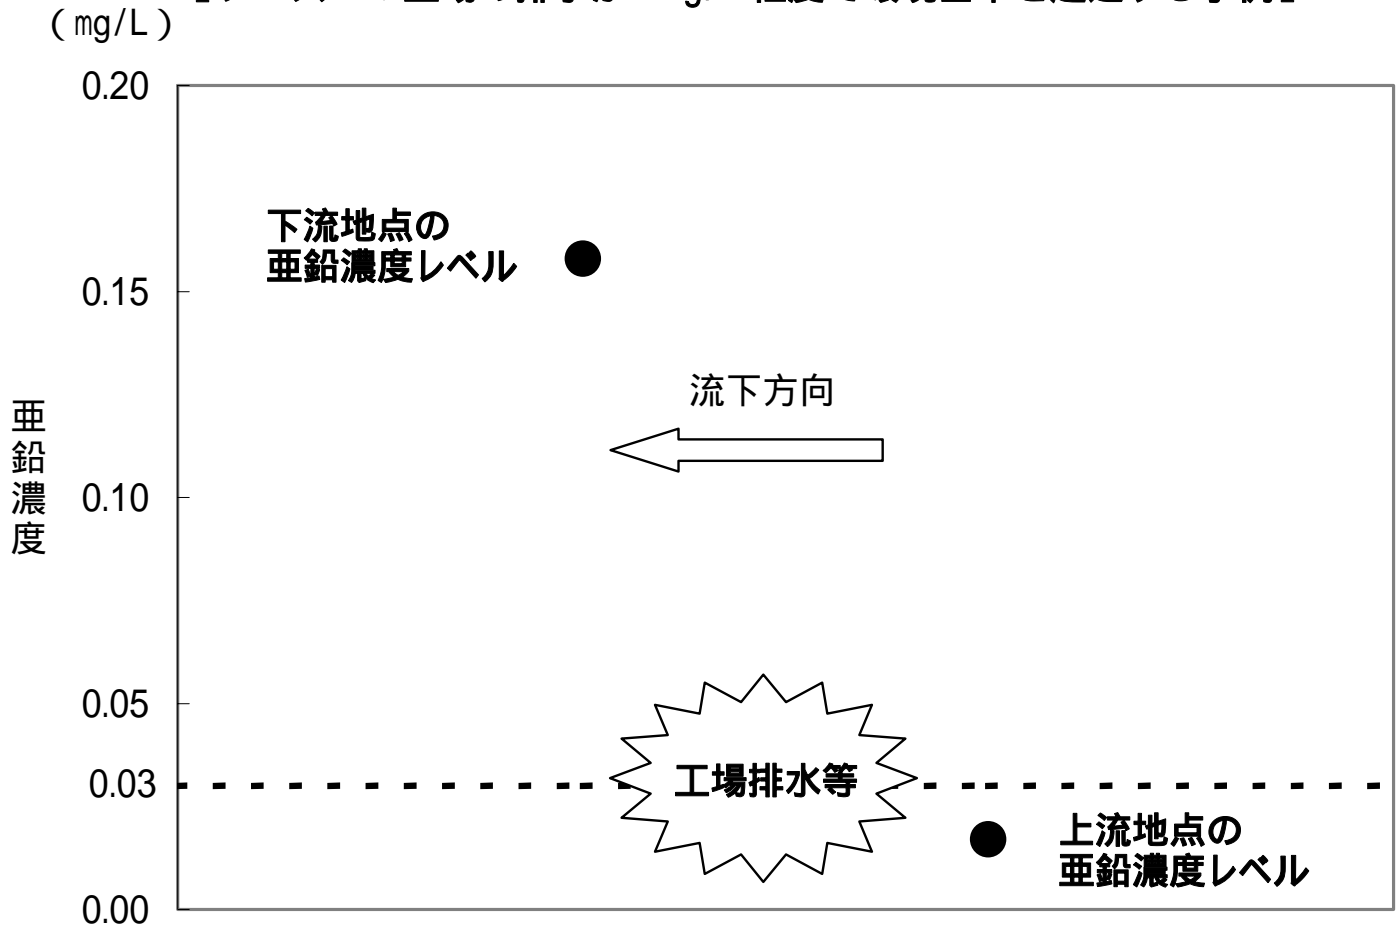 （mg/L）
0.20
下流地点の
亜鉛濃度レベル
0.15
流下方向
亜鉛濃度
0.10
0.05
0.03
工場排水等
上流地点の
亜鉛濃度レベル
0.00